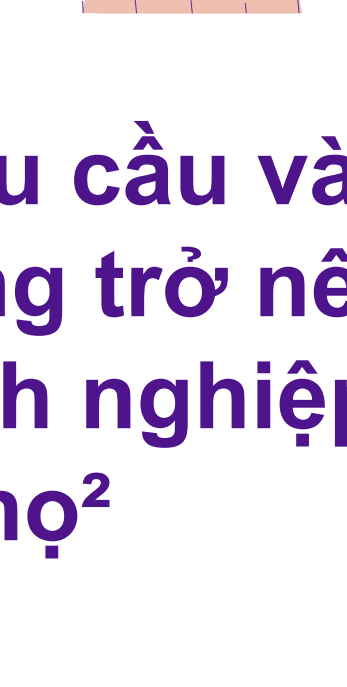 u cầu và
ng trở nê
h nghiệp
họ²